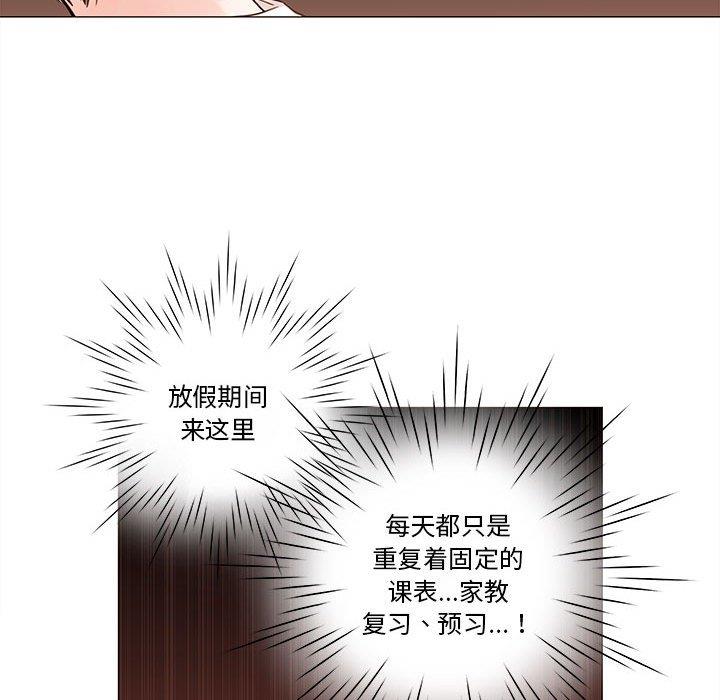 放假期间
来这里
每天都只是
重复着固定的
课表...家教
复习、预习...！